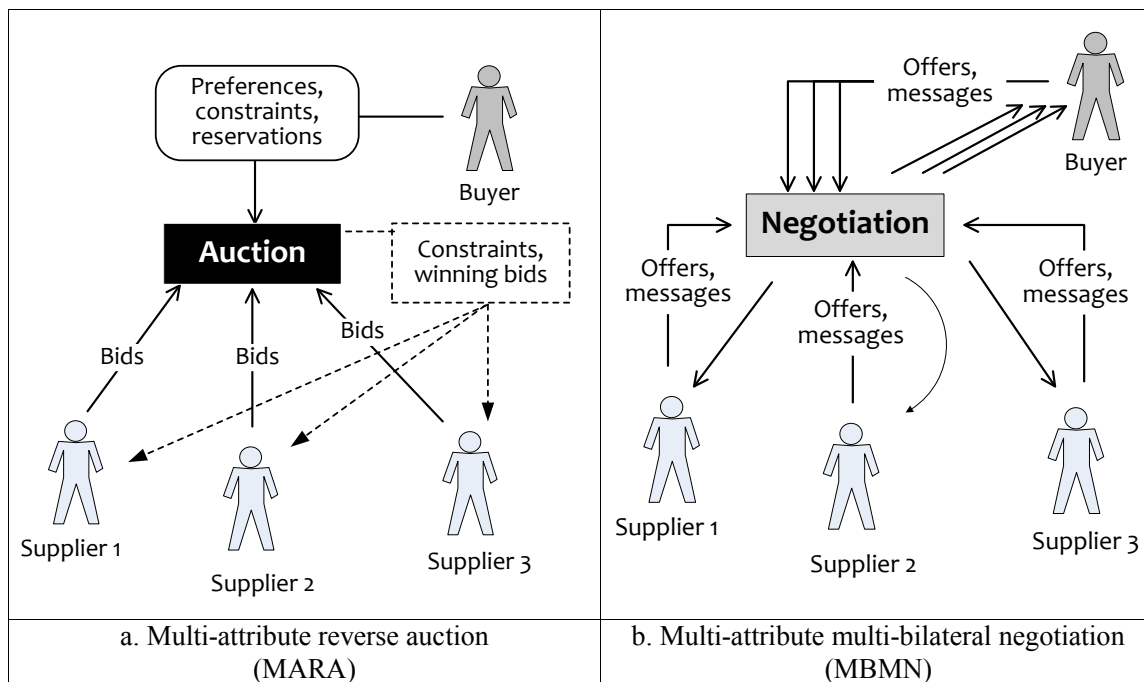 Preferences,
constraints,
reservations
Buyer
Auction
Constraints,
winning bids
Bids
Bids
Bids
Supplier 1
Supplier 2
Supplier 3
a. Multi-attribute reverse auction
(MARA)
Offers,
messages
Buyer
Negotiation
Offers,
messages
Offers,
messages
Offers,
messages
Supplier 1
Supplier 2
Supplier 3
b. Multi-attribute multi-bilateral negotiation
(MBMN)